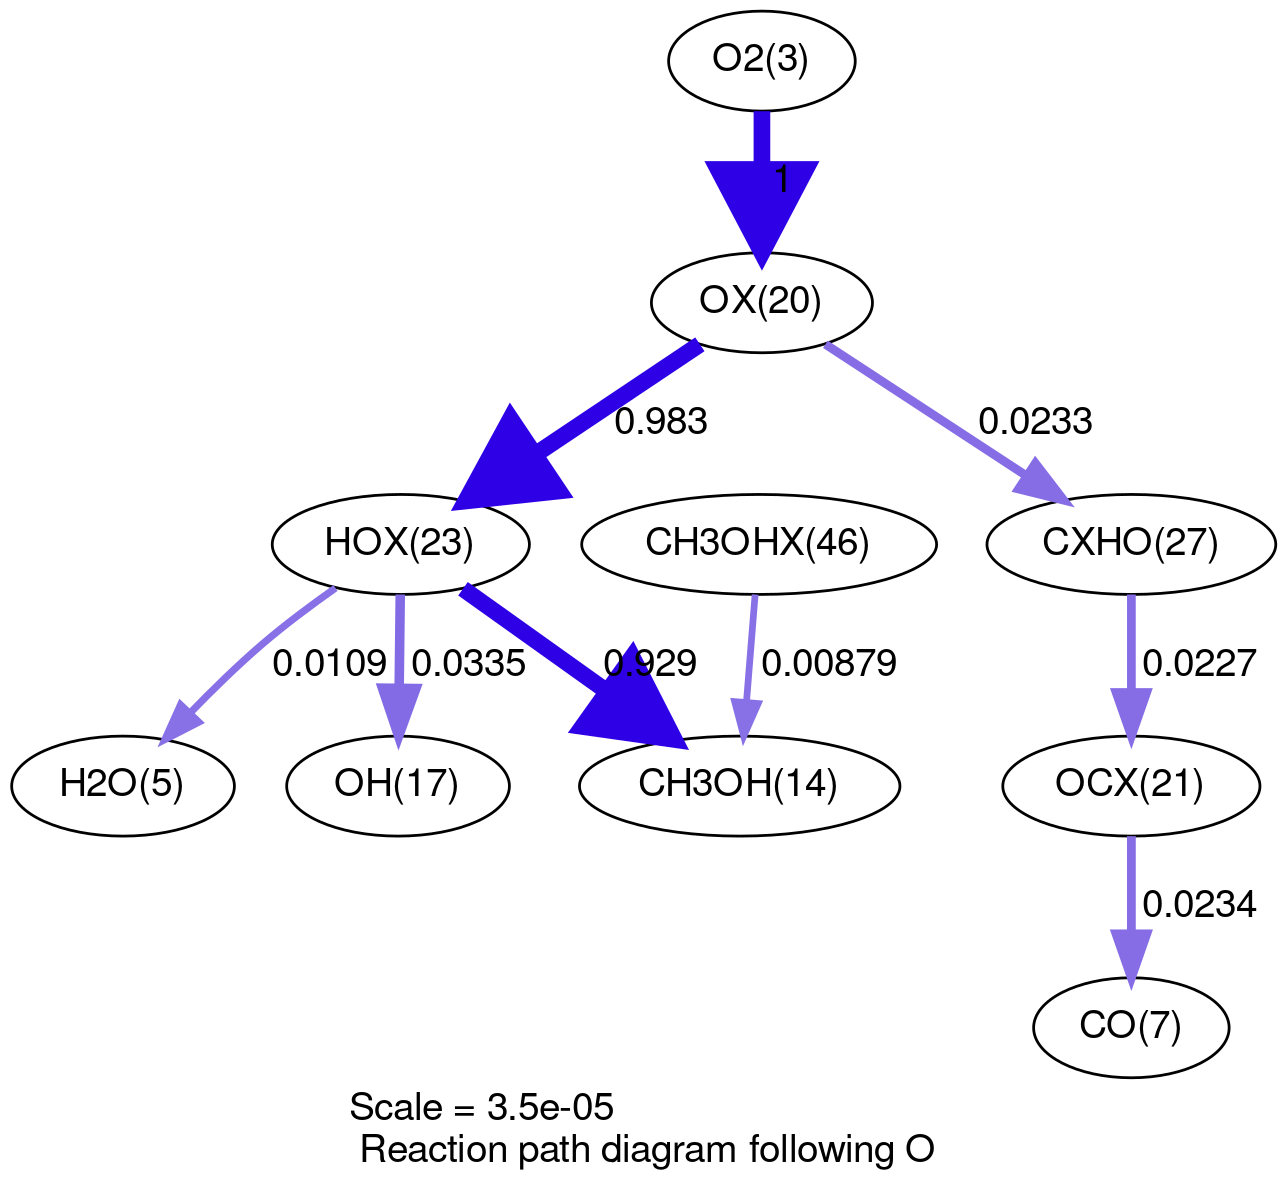 O2(3)
1
OX(20)
0.983
0.0233
HOX(23)
CH3OHX(46)
CXHO(27)
0.0109
0.0335
0.929
0.00879
0.0227
H2O(5)
OH(17)
CH3OH(14)
OCX(21)
0.0234
CO(7)
Scale = 3.5e-05
Reaction path diagram following O